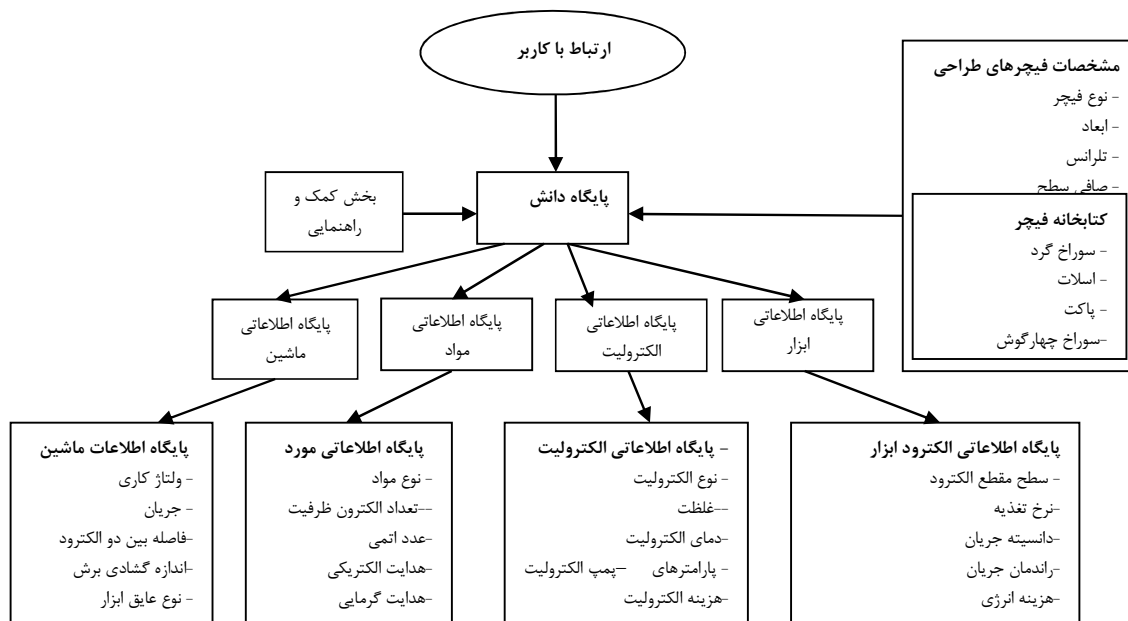 ارتباط با کاربر
مشخصات فیچرهای طراحی
- نوع فیچر
- ابعاد
- تلرانس
- صافی سطح
کتابخانه فیچر
- سوراخ گرد
- اسلات
- پاکت
-سوراخ چهارگوش
پایگاه دانش
بخش کمک و
راهنمایی
پایگاه اطلاعاتی
ابزار
پایگاه اطلاعاتی
الکترولیت
پایگاه اطلاعاتی
مواد
پایگاه اطلاعاتی
ماشین
پایگاه اطلاعاتی الکترود ابزار
- سطح مقطع الکترود
-نرخ تغذیه
-دانسیته جریان
-راندمان جریان
-هزینه انرژی
- پایگاه اطلاعاتی الکترولیت
- نوع الکترولیت
--غلظت
-دمای الکترولیت
- پارامترهای –پمپ الکترولیت
-هزینه الکترولیت
پایگاه اطلاعاتی مورد
- نوع مواد
--تعداد الکترون ظرفیت
-عدد اتمی
-هدایت الکتریکی
-هدایت گرمایی
پایگاه اطلاعات ماشین
- ولتاژ کاری
- جریان
-فاصله بین دو الکترود
-اندازه گشادی برش
- نوع عایق ابزار